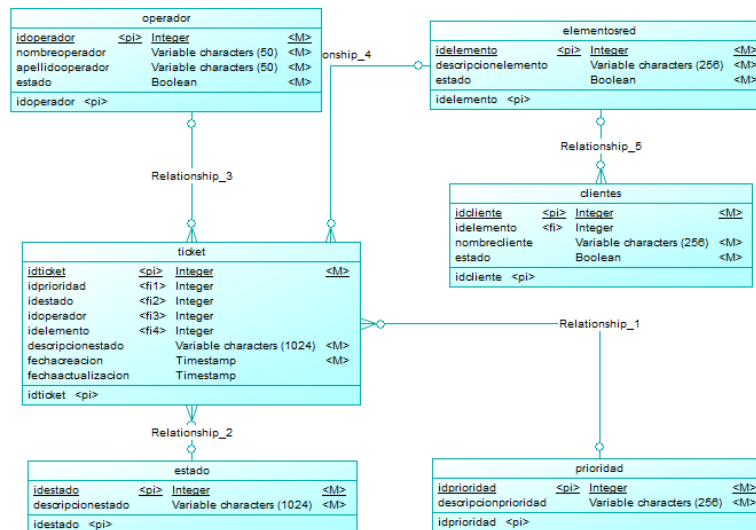 operador
idoperador <pi> Integer <M>
nombreoperador Variable characters (50) <M>
apellidooperador Variable characters (50) <M>
estado Boolean <M>
idoperador <pi>
onship_4
elementosred
idelemento <pi> Integer <M>
descripcionelemento Variable characters (256) <M>
estado Boolean <M>
idelemento <pi>
Relationship_5
Relationship_3
clientes
idcliente <pi> Integer <M>
idelemento <fi> Integer
nombrecliente Variable characters (256) <M>
estado Boolean <M>
idcliente <pi>
ticket
idticket <pi> Integer <M>
idprioridad <fi1> Integer
idestado <fi2> Integer
idoperador <fi3> Integer
idelemento <fi4> Integer
descripcionestado Variable characters (1024) <M>
fechacreacion Timestamp <M>
fechaactualizacion Timestamp
idticket <pi>
Relationship_1
Relationship_2
estado
idestado <pi> Integer <M>
descripcionestado Variable characters (1024) <M>
idestado <pi>
prioridad
idprioridad <pi> Integer <M>
descripcionprioridad Variable characters (256) <M>
idprioridad <pi>